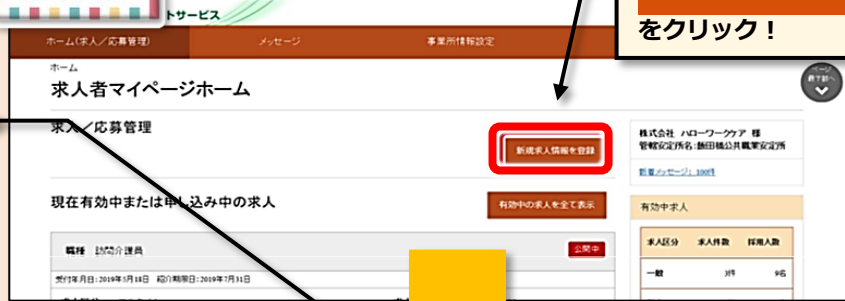 トサービス
をクリック！
ホーム(求人／応募管理)
メッセージ
事業所情報設定
ホーム
求人者マイページホーム
求人／応募管理
新規求人情報を登録
株式会社 ハローワークケア 様
管轄安定所名:飯田橋公共職業安定所
新着メッセージ: 100件
現在有効中または申し込み中の求人
有効中の求人を全て表示
有効中求人
職種 訪問介護員
公開中
求人区分 求人件数 採用人数
受付年月日:2019年5月18日 紹介期限日:2019年7月31日
一般 3件 9名